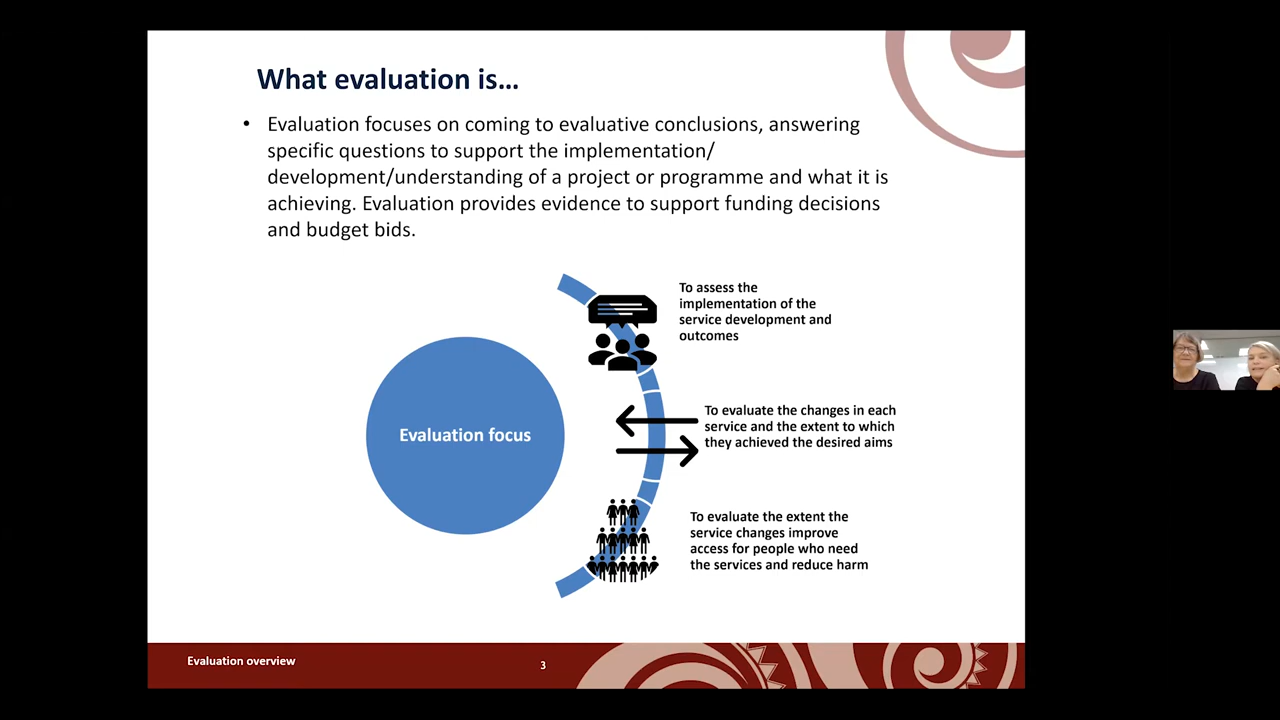 What evaluation is…
• Evaluation focuses on coming to evaluative conclusions, answering
specific questions to support the implementation/
development/understanding of a project or programme and what it is
achieving. Evaluation provides evidence to support funding decisions
and budget bids.
To assess the
implementation of the
service development and
outcomes
Evaluation focus
To evaluate the changes in each
service and the extent to which
they achieved the desired aims
To evaluate the extent the
service changes improve
access for people who need
the services and reduce harm
Evaluation overview
3